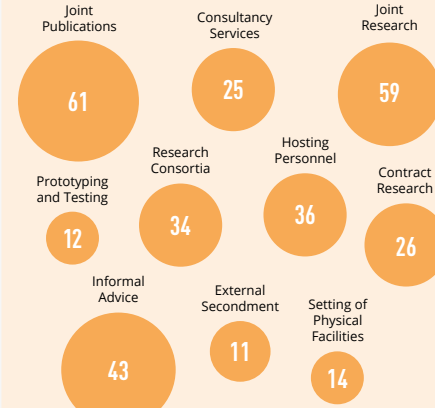 Joint
Publications
61
Consultancy
Services
25
Joint
Research
59
Prototyping
and Testing
12
Research
Consortia
34
Hosting
Personnel
36
Contract
Research
26
Informal
Advice
43
External
Secondment
11
Setting of
Physical
Facilities
14